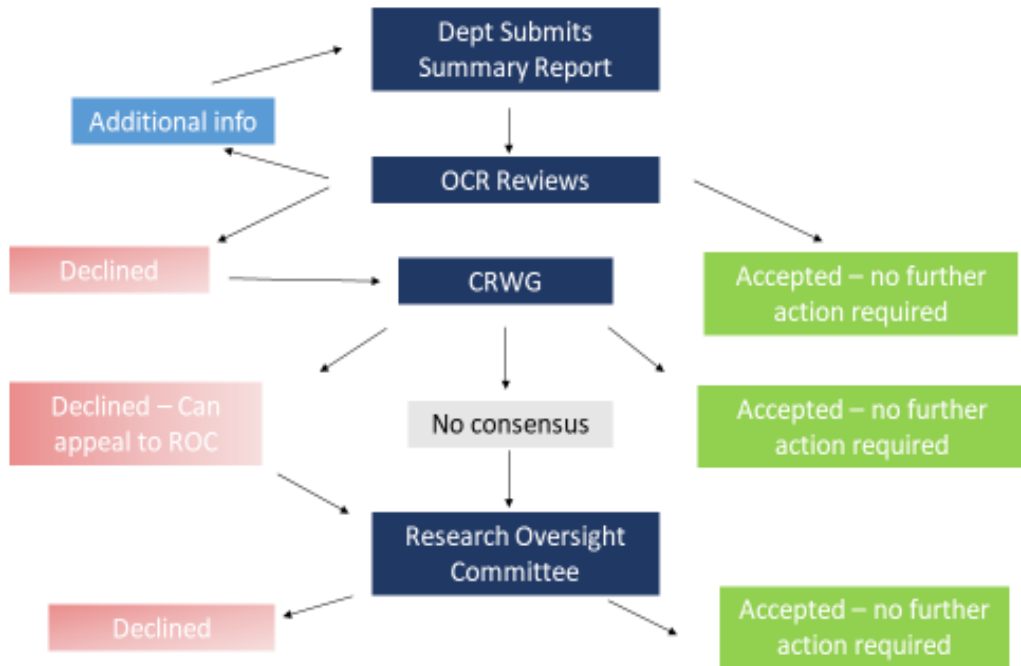 Dept Submits
Summary Report
Additional info
OCR Reviews
Declined
CRWG
Accepted – no further
action required
Declined – Can
appeal to ROC
No consensus
Accepted – no further
action required
Research Oversight
Committee
Declined
Accepted – no further
action required